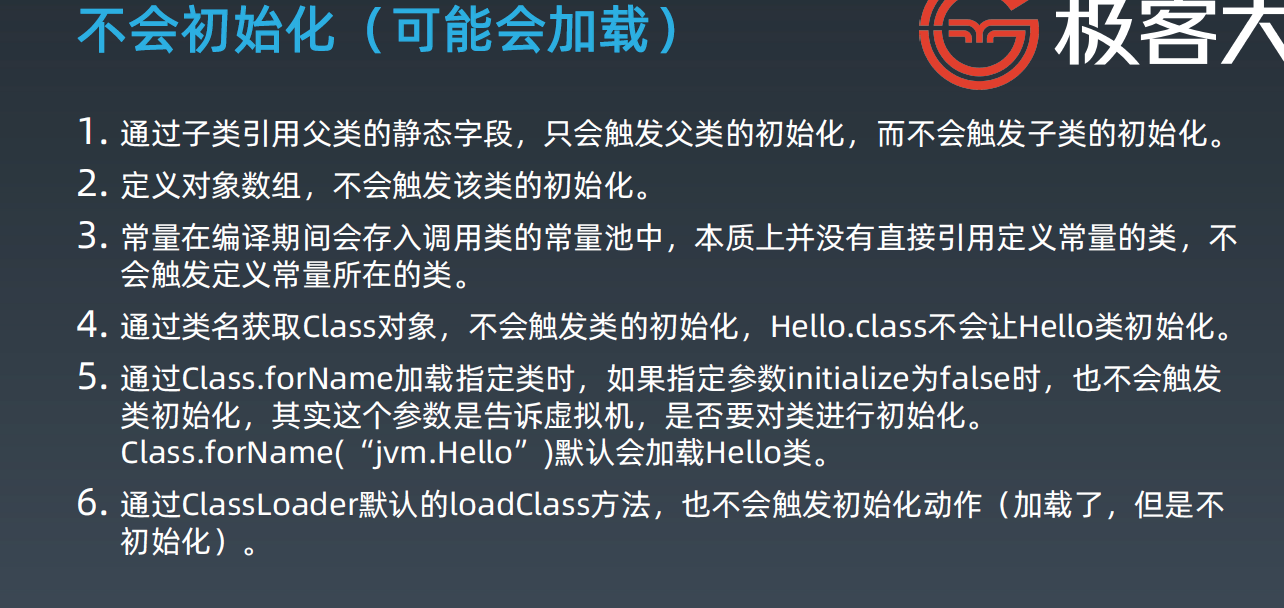 不会初始化（可能会加载）
极客大
1. 通过子类引用父类的静态字段，只会触发父类的初始化，而不会触发子类的初始化。
2. 定义对象数组，不会触发该类的初始化。
3. 常量在编译期间会存入调用类的常量池中，本质上并没有直接引用定义常量的类，不
会触发定义常量所在的类。
4. 通过类名获取Class对象，不会触发类的初始化，Hello.class不会让Hello类初始化。
5. 通过Class.forName加载指定类时，如果指定参数initialize为false时，也不会触发
类初始化，其实这个参数是告诉虚拟机，是否要对类进行初始化。
Class.forName(“jvm.Hello”)默认会加载Hello类。
6. 通过ClassLoader默认的loadClass方法，也不会触发初始化动作（加载了，但是不
初始化）。